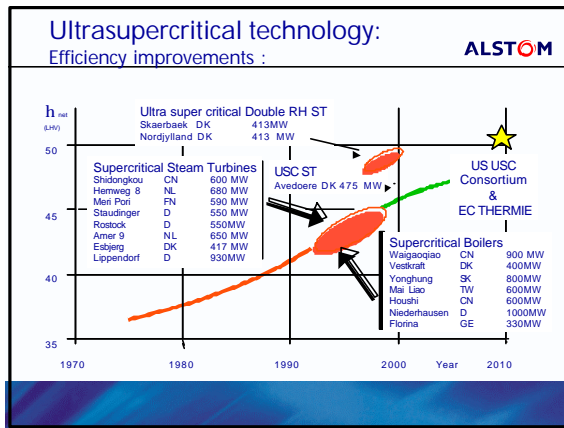 Ultrasupercritical technology:
Efficiency improvements :
ALSTOM
h net
(LHV)
50
45
40
35
Ultra super critical Double RH ST
Skaerbaek DK 413MW
Nordjylland DK 413 MW
Supercritical Steam Turbines
Shidongkou CN 600 MW
Hemweg 8 NL 680 MW
Meri Pori FN 590 MW
Staudinger D 550 MW
Rostock D 550MW
Amer 9 NL 650 MW
Esbjerg DK 417 MW
Lippendorf D 930MW
USC ST
Avedoere DK 475 MW
US USC
Consortium
&
EC THERMIE
Supercritical Boilers
Waigaoqiao CN 900 MW
Vestkraft DK 400MW
Yonghung SK 800MW
Mai Liao TW 600MW
Houshi CN 600MW
Niederhausen D 1000MW
Florina GE 330MW
1970 1980 1990 2000 Year 2010